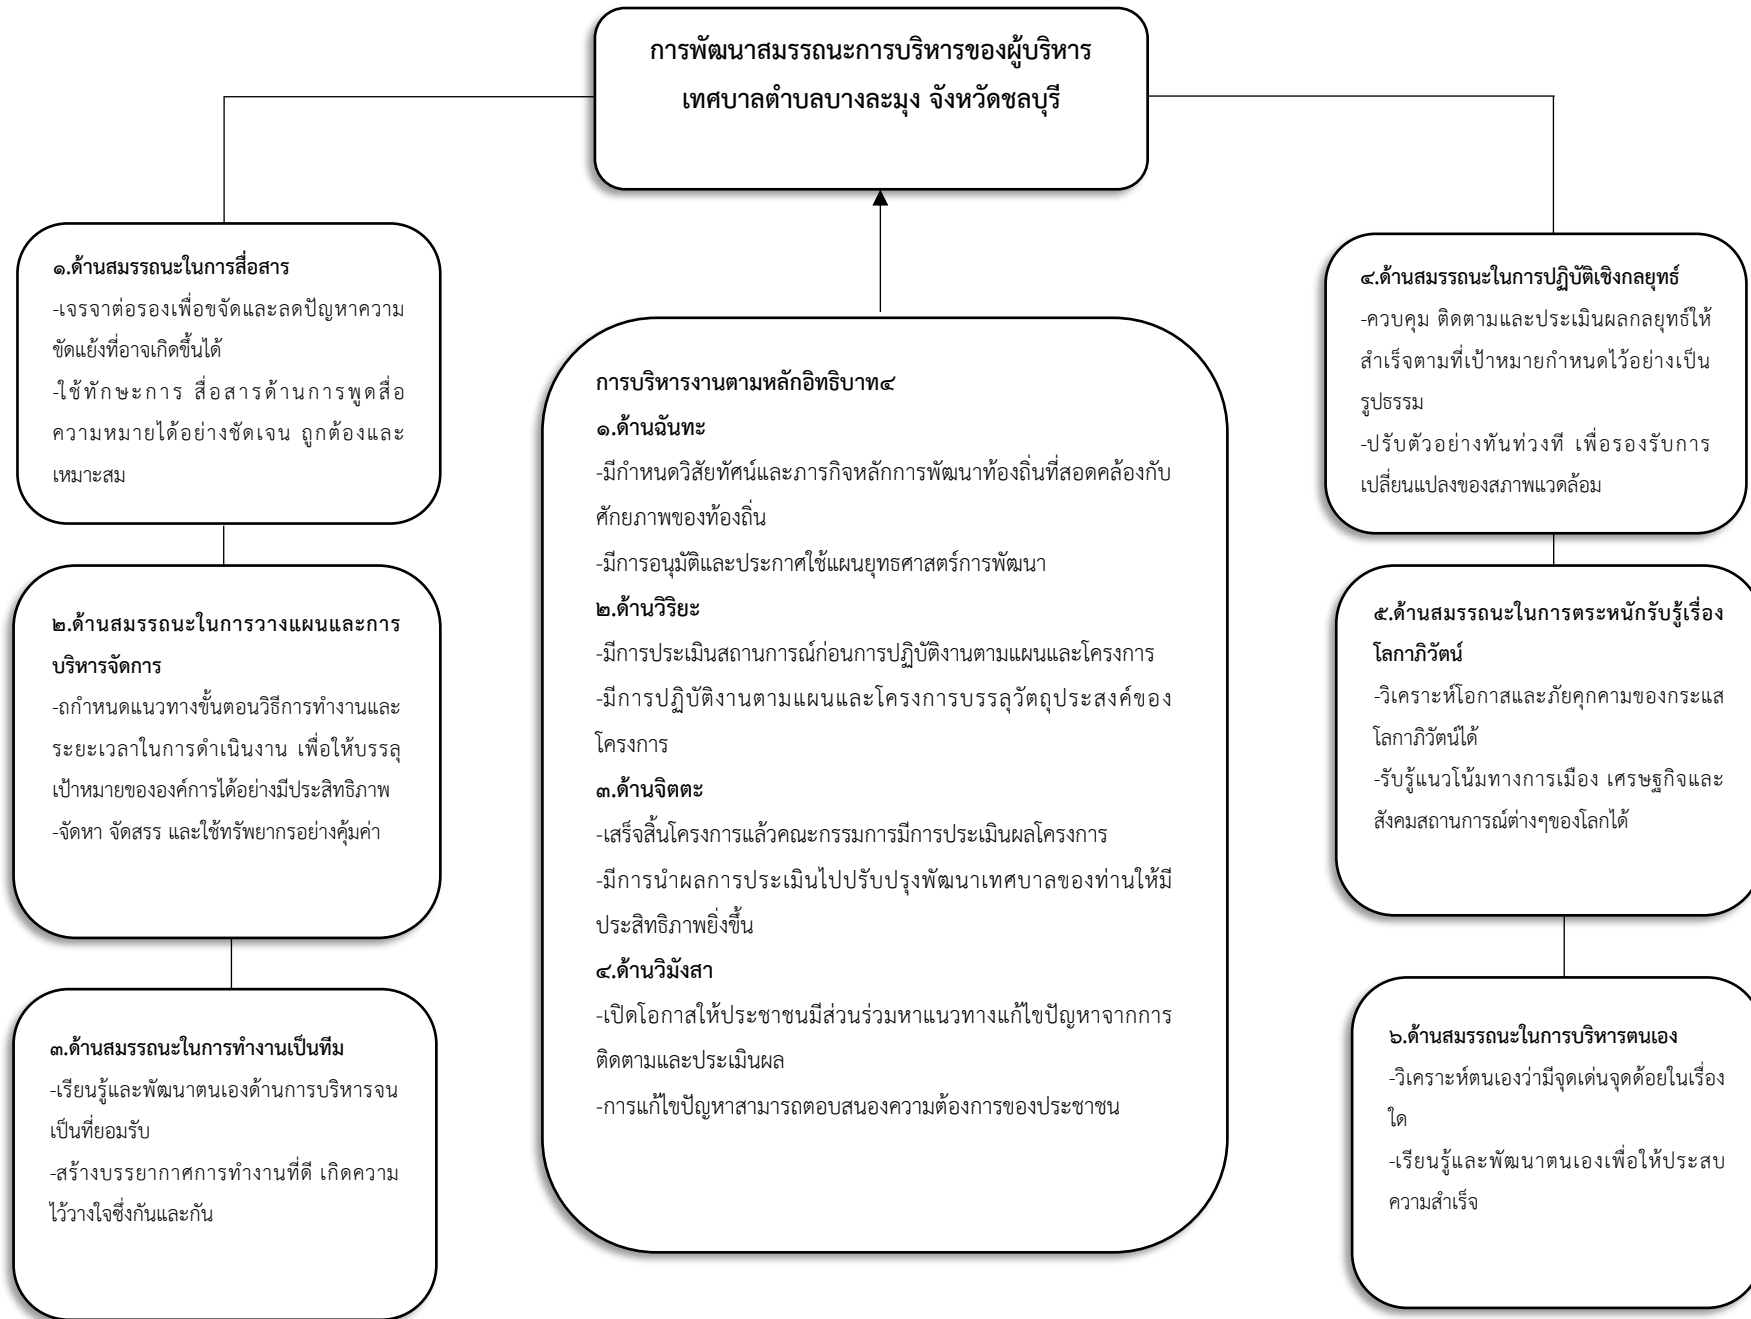 การพัฒนาสมรรถนะการบริหารของผู้บริหาร
เทศบาลตำบลบางละมุง จังหวัดชลบุรี
๑.ด้านสมรรถนะในการสื่อสาร
-เจรจาต่อรองเพื่อขจัดและลดปัญหาความ
ขัดแย้งที่อาจเกิดขึ้นได้
-ใช้ทักษะการ สื่อสารด้านการพูดสื่อ
ความหมายได้อย่างชัดเจน ถูกต้องและ
เหมาะสม
๒.ด้านสมรรถนะในการวางแผนและการ
บริหารจัดการ
-ถกำหนดแนวทางขั้นตอนวิธีการทำงานและ
ระยะเวลาในการดำเนินงาน เพื่อให้บรรลุ
เป้าหมายขององค์การได้อย่างมีประสิทธิภาพ
-จัดหา จัดสรร และใช้ทรัพยากรอย่างคุ้มค่า
๓.ด้านสมรรถนะในการทำงานเป็นทีม
-เรียนรู้และพัฒนาตนเองด้านการบริหารจน
เป็นที่ยอมรับ
-สร้างบรรยากาศการทำงานที่ดี เกิดความ
ไว้วางใจซึ่งกันและกัน
การบริหารงานตามหลักอิทธิบาท๔
๑.ด้านฉันทะ
-มีกำหนดวิสัยทัศน์และภารกิจหลักการพัฒนาท้องถิ่นที่สอดคล้องกับ
ศักยภาพของท้องถิ่น
-มีการอนุมัติและประกาศใช้แผนยุทธศาสตร์การพัฒนา
๒.ด้านวิริยะ
-มีการประเมินสถานการณ์ก่อนการปฏิบัติงานตามแผนและโครงการ
-มีการปฏิบัติงานตามแผนและโครงการบรรลุวัตถุประสงค์ของ
โครงการ
๓.ด้านจิตตะ
-เสร็จสิ้นโครงการแล้วคณะกรรมการมีการประเมินผลโครงการ
-มีการนำผลการประเมินไปปรับปรุงพัฒนาเทศบาลของท่านให้มี
ประสิทธิภาพยิ่งขึ้น
๔.ด้านวิมังสา
-เปิดโอกาสให้ประชาชนมีส่วนร่วมหาแนวทางแก้ไขปัญหาจากการ
ติดตามและประเมินผล
-การแก้ไขปัญหาสามารถตอบสนองความต้องการของประชาชน
๔.ด้านสมรรถนะในการปฏิบัติเชิงกลยุทธ์
-ควบคุม ติดตามและประเมินผลกลยุทธ์ให้
สำเร็จตามที่เป้าหมายกำหนดไว้อย่างเป็น
รูปธรรม
-ปรับตัวอย่างทันท่วงที เพื่อรองรับการ
เปลี่ยนแปลงของสภาพแวดล้อม
๕.ด้านสมรรถนะในการตระหนักรับรู้เรื่อง
โลกาภิวัตน์
-วิเคราะห์โอกาสและภัยคุกคามของกระแส
โลกาภิวัตน์ได้
-รับรู้แนวโน้มทางการเมือง เศรษฐกิจและ
สังคมสถานการณ์ต่างๆของโลกได้
๖.ด้านสมรรถนะในการบริหารตนเอง
-วิเคราะห์ตนเองว่ามีจุดเด่นจุดด้อยในเรื่อง
ใด
-เรียนรู้และพัฒนาตนเองเพื่อให้ประสบ
ความสำเร็จ